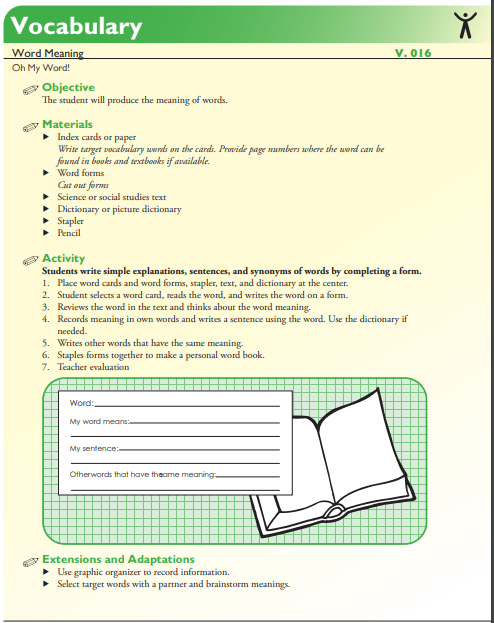 Vocabulary
Word Meaning V. 016
Oh My Word!
Objective
The student will produce the meaning of words.
Materials
Index cards or paper
Write target vocabulary words on the cards. Provide page numbers where the word can be
found in books and textbooks if available.
Word forms
Cut out forms
Science or social studies text
Dictionary or picture dictionary
Stapler
Pencil
Activity
Students write simple explanations, sentences, and synonyms of words by completing a form.
1. Place word cards and word forms, stapler, text, and dictionary at the center.
2. Student selects a word card, reads the word, and writes the word on a form.
3. Reviews the word in the text and thinks about the word meaning.
4. Records meaning in own words and writes a sentence using the word. Use the dictionary if
needed.
5. Writes other words that have the same meaning.
6. Staples forms together to make a personal word book.
7. Teacher evaluation
Word:
My word means:
My sentence:
Otherwords that have thesame meaning:
Extensions and Adaptations
Use graphic organizer to record information.
Select target words with a partner and brainstorm meanings.